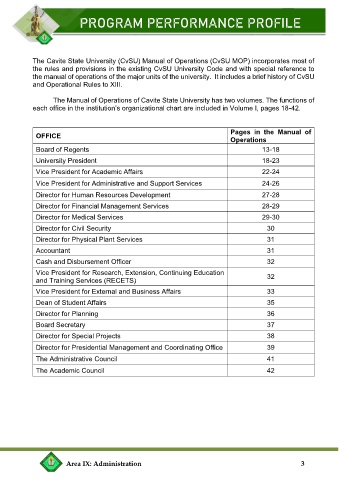 PROGRAM PERFORMANCE PROFILE
The Cavite State University (CvSU) Manual of Operations (CvSU MOP) incorporates most of
the rules and provisions in the existing CvSU University Code and with special reference to
the manual of operations of the major units of the university. It includes a brief history of CvSU
and Operational Rules to XIII.
The Manual of Operations of Cavite State University has two volumes. The functions of
each office in the institution's organizational chart are included in Volume I, pages 18-42.
OFFICE Pages in the Manual of
Operations
Board of Regents 13-18
University President 18-23
Vice President for Academic Affairs 22-24
Vice President for Administrative and Support Services 24-26
Director for Human Resources Development 27-28
Director for Financial Management Services 28-29
Director for Medical Services 29-30
Director for Civil Security 30
Director for Physical Plant Services 31
Accountant 31
Cash and Disbursement Officer 32
Vice President for Research, Extension, Continuing Education
and Training Services (RECETS) 32
Vice President for External and Business Affairs 33
Dean of Student Affairs 35
Director for Planning 36
Board Secretary 37
Director for Special Projects 38
Director for Presidential Management and Coordinating Office 39
The Administrative Council 41
The Academic Council 42
Area IX: Administration 3